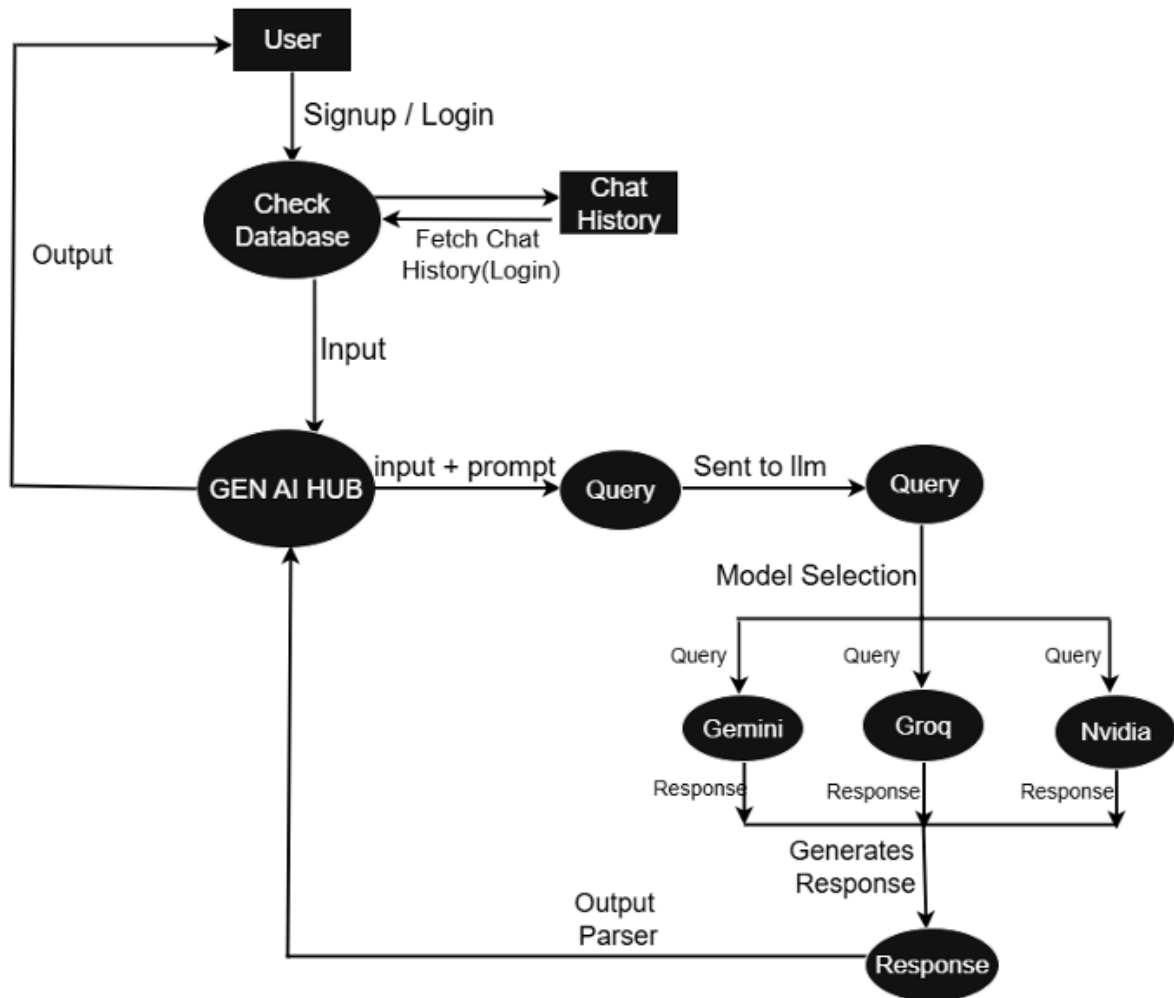 User
Signup / Login
Check
Database
Chat
History
Fetch Chat
History(Login)
Output
Input
GEN AI HUB
input + prompt
Query
Sent to llm
Query
Model Selection
Query
Query
Query
Gemini
Groq
Nvidia
Response
Response
Response
Generates
Response
Output
Parser
Response